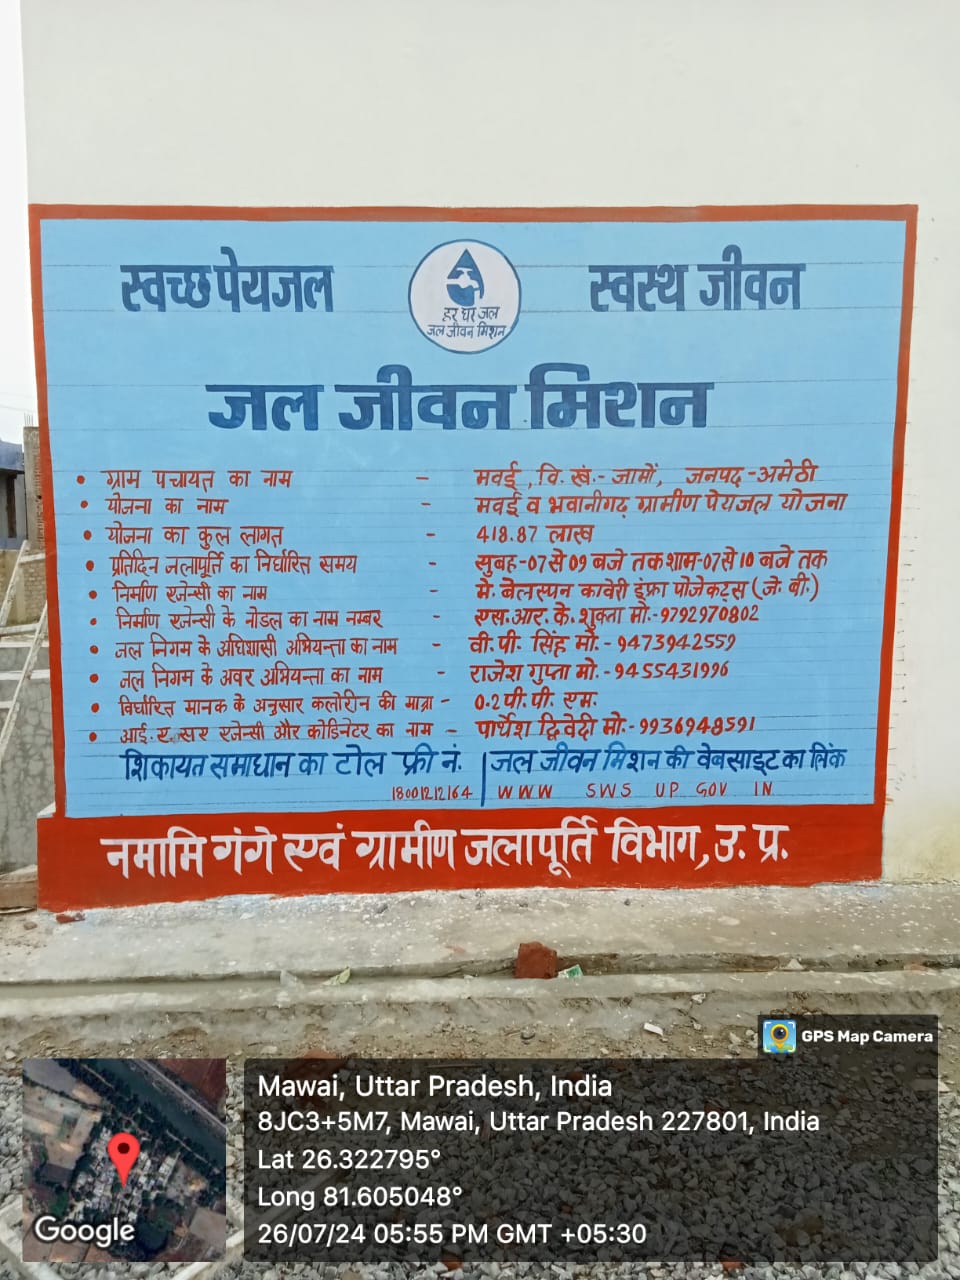 स्वच्छ पेयजल
हर घर जल
जल जीवन मिशन
स्वस्थ जीवन
जल जीवन मिशन
• ग्राम पंचायत का नाम - मवई, वि. खं.- जामों, जनपद-अमेठी
• योजना का नाम - मवई व भवानीगढ़ ग्रामीण पेयजल योजना
• योजना का कुल लागत - 418.87 लाख
• प्रतिदिन जलापूर्ति का निर्धारित समय - सुबह-07 से 09 बजे तक शाम-07 से 10 बजे तक
• निर्माण एजेन्सी का नाम - मे. बेलस्पन कावेरी इंफ्रा पोजेकट्स (जे. बी.)
• निर्माण एजेन्सी के नोडल का नाम नम्बर - एस. आर. के. शुक्ला मो.-9792970802
• जल निगम के अधिशासी अभियन्ता का नाम - वी. पी. सिंह मो.-9473942559
• जल निगम के अवर अभियन्ता का नाम - राजेश गुप्ता मो.-9455431996
• विर्धारित मानक के अनुसार कलोरीन की मात्रा - 0.2 पी. पी. एम.
• आई. एस. एजेन्सी और कोडिनेटर का नाम - पार्थेश द्विवेदी मो.-9936948591
शिकायत समाधान का टोल फ्री नं.
18001212164
जल जीवन मिशन की वेबसाइट का लिंक
WWW SWS UP GOV IN
नमामि गंगे एवं ग्रामीण जलापूर्ति विभाग, उ. प्र.
GPS Map Camera
Mawai, Uttar Pradesh, India
8JC3+5M7, Mawai, Uttar Pradesh 227801, India
Lat 26.322795°
Long 81.605048°
26/07/24 05:55 PM GMT +05:30
Google